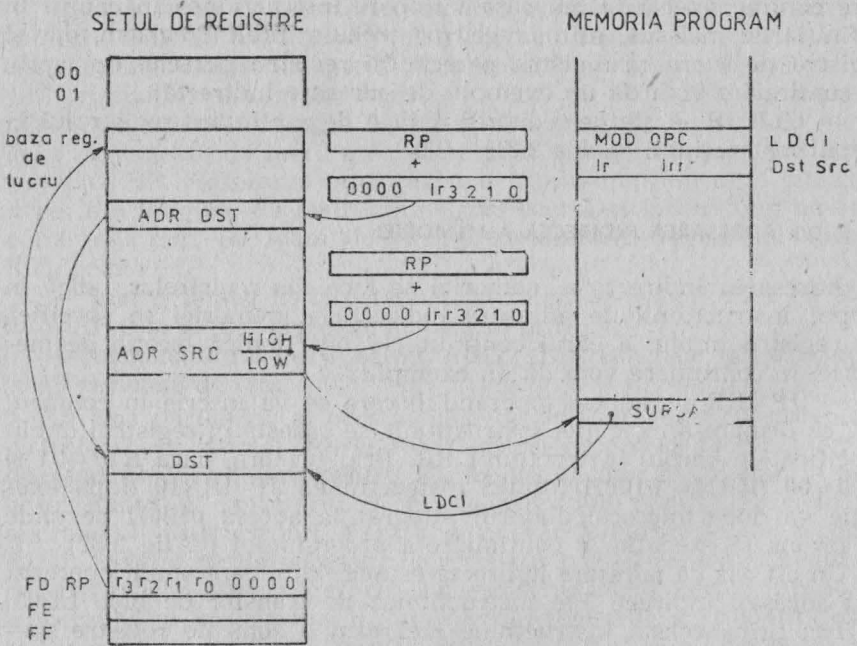 SETUL DE REGISTRE
MEMORIA PROGRAM
00
01
baza reg.
de
lucru
RP
+
0000 Ir3210
ADR DST
RP
+
0000 Irr3210
ADR SRC HIGH
LOW
DST
MOD OPC
Ir Irr
LDCI
Dst Src
SURSA
LDCI
FD RP r3r2r1r0 0000
FE
FF